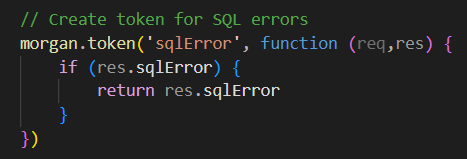 // Create token for SQL errors
morgan.token('sqlError', function (req,res) {
    if (res.sqlError) {
        return res.sqlError
    }
})